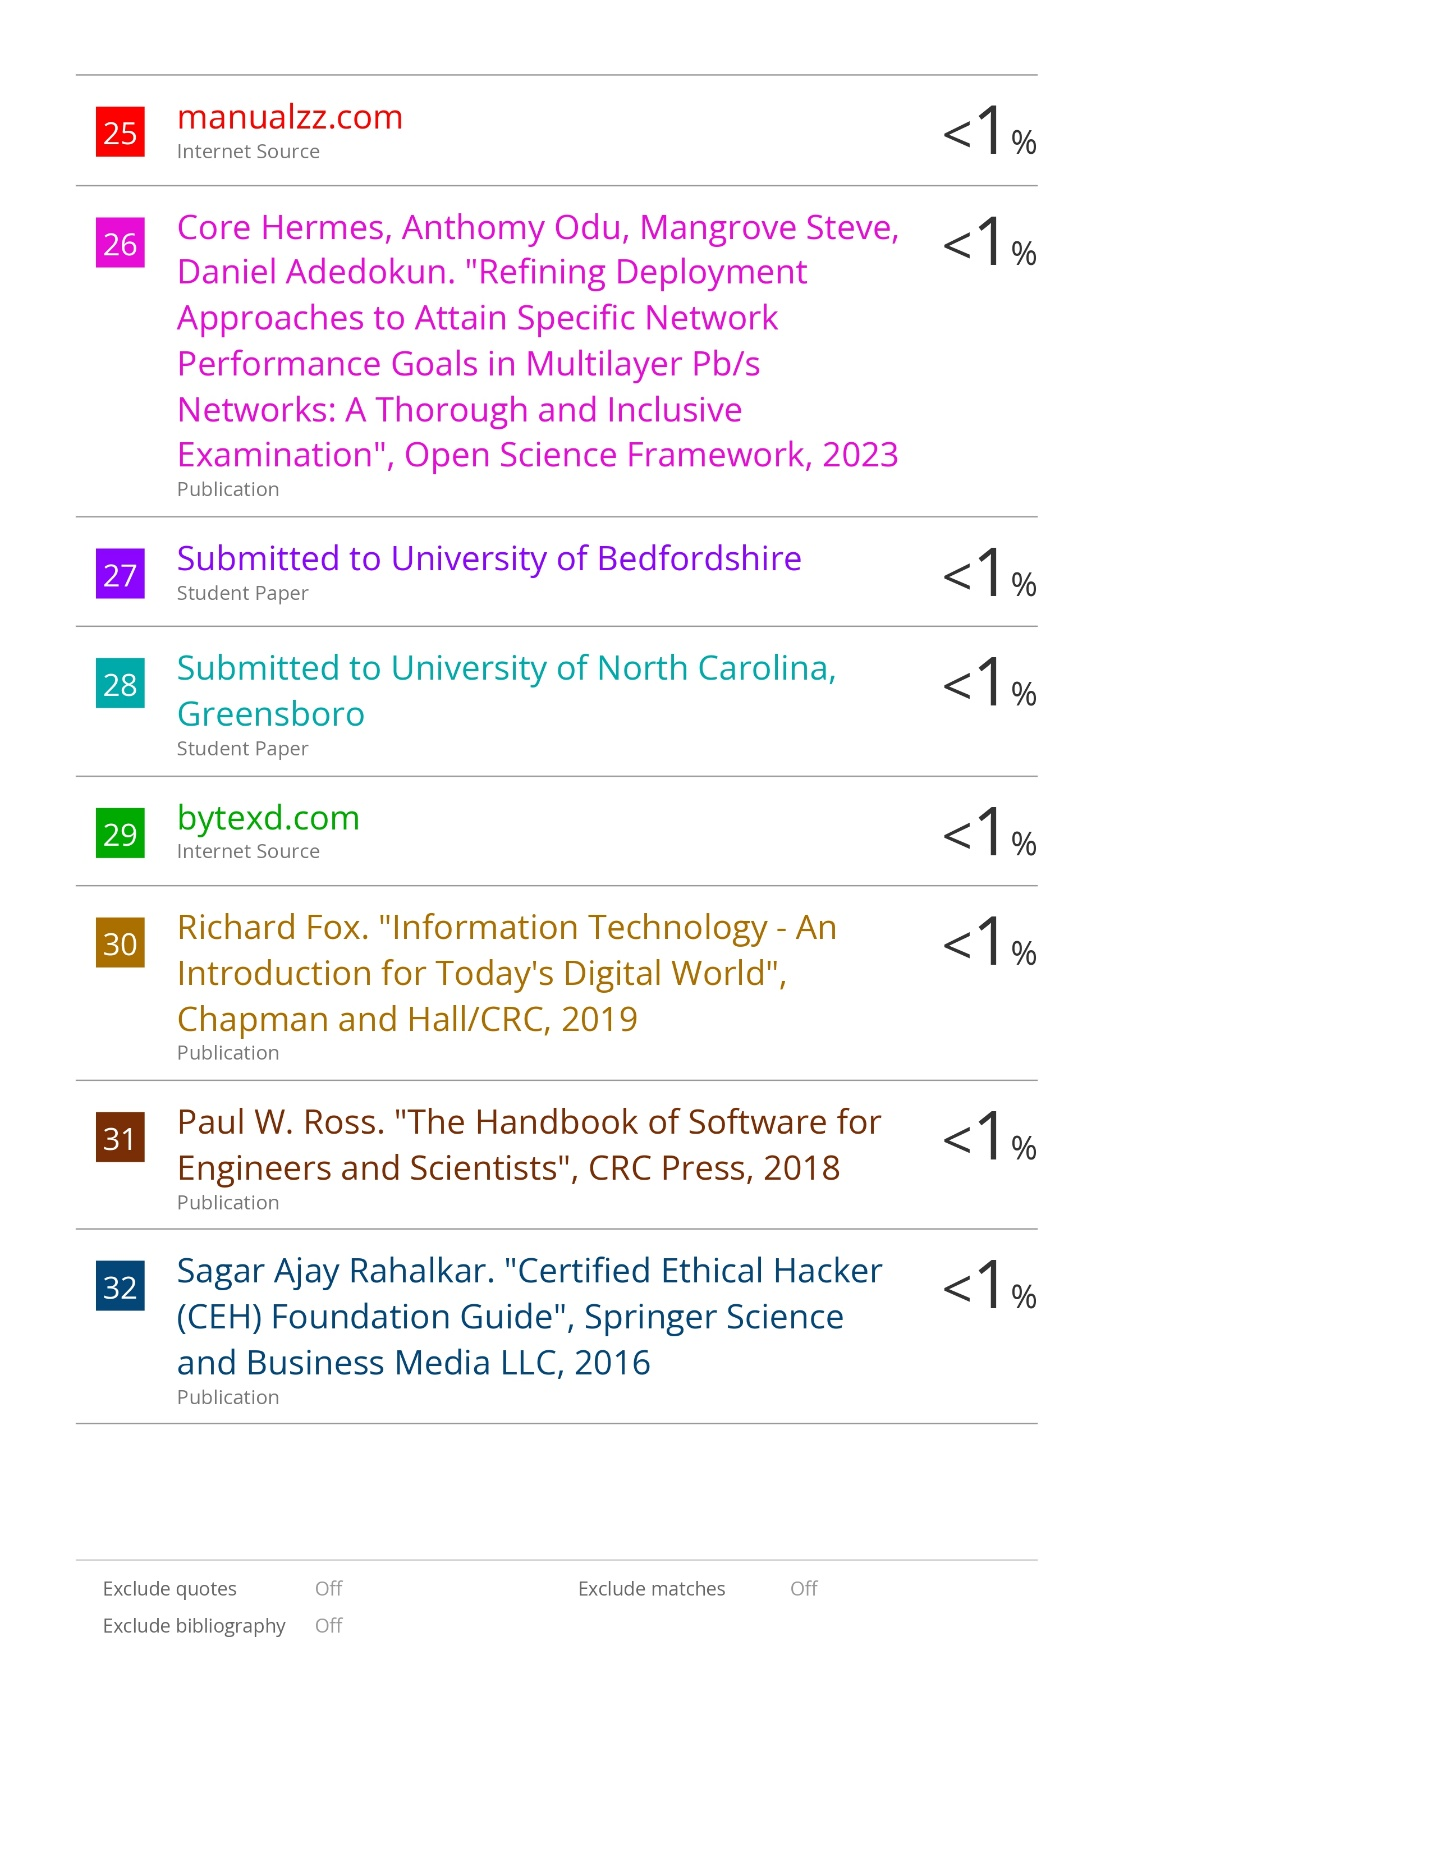 25
manualzz.com
Internet Source
<1%
26
Core Hermes, Anthomy Odu, Mangrove Steve,
Daniel Adedokun. "Refining Deployment
Approaches to Attain Specific Network
Performance Goals in Multilayer Pb/s
Networks: A Thorough and Inclusive
Examination", Open Science Framework, 2023
Publication
<1%
27
Submitted to University of Bedfordshire
Student Paper
<1%
28
Submitted to University of North Carolina,
Greensboro
Student Paper
<1%
29
bytexd.com
Internet Source
<1%
30
Richard Fox. "Information Technology - An
Introduction for Today's Digital World",
Chapman and Hall/CRC, 2019
Publication
<1%
31
Paul W. Ross. "The Handbook of Software for
Engineers and Scientists", CRC Press, 2018
Publication
<1%
32
Sagar Ajay Rahalkar. "Certified Ethical Hacker
(CEH) Foundation Guide", Springer Science
and Business Media LLC, 2016
Publication
<1%
Exclude quotes Off Exclude matches Off
Exclude bibliography Off